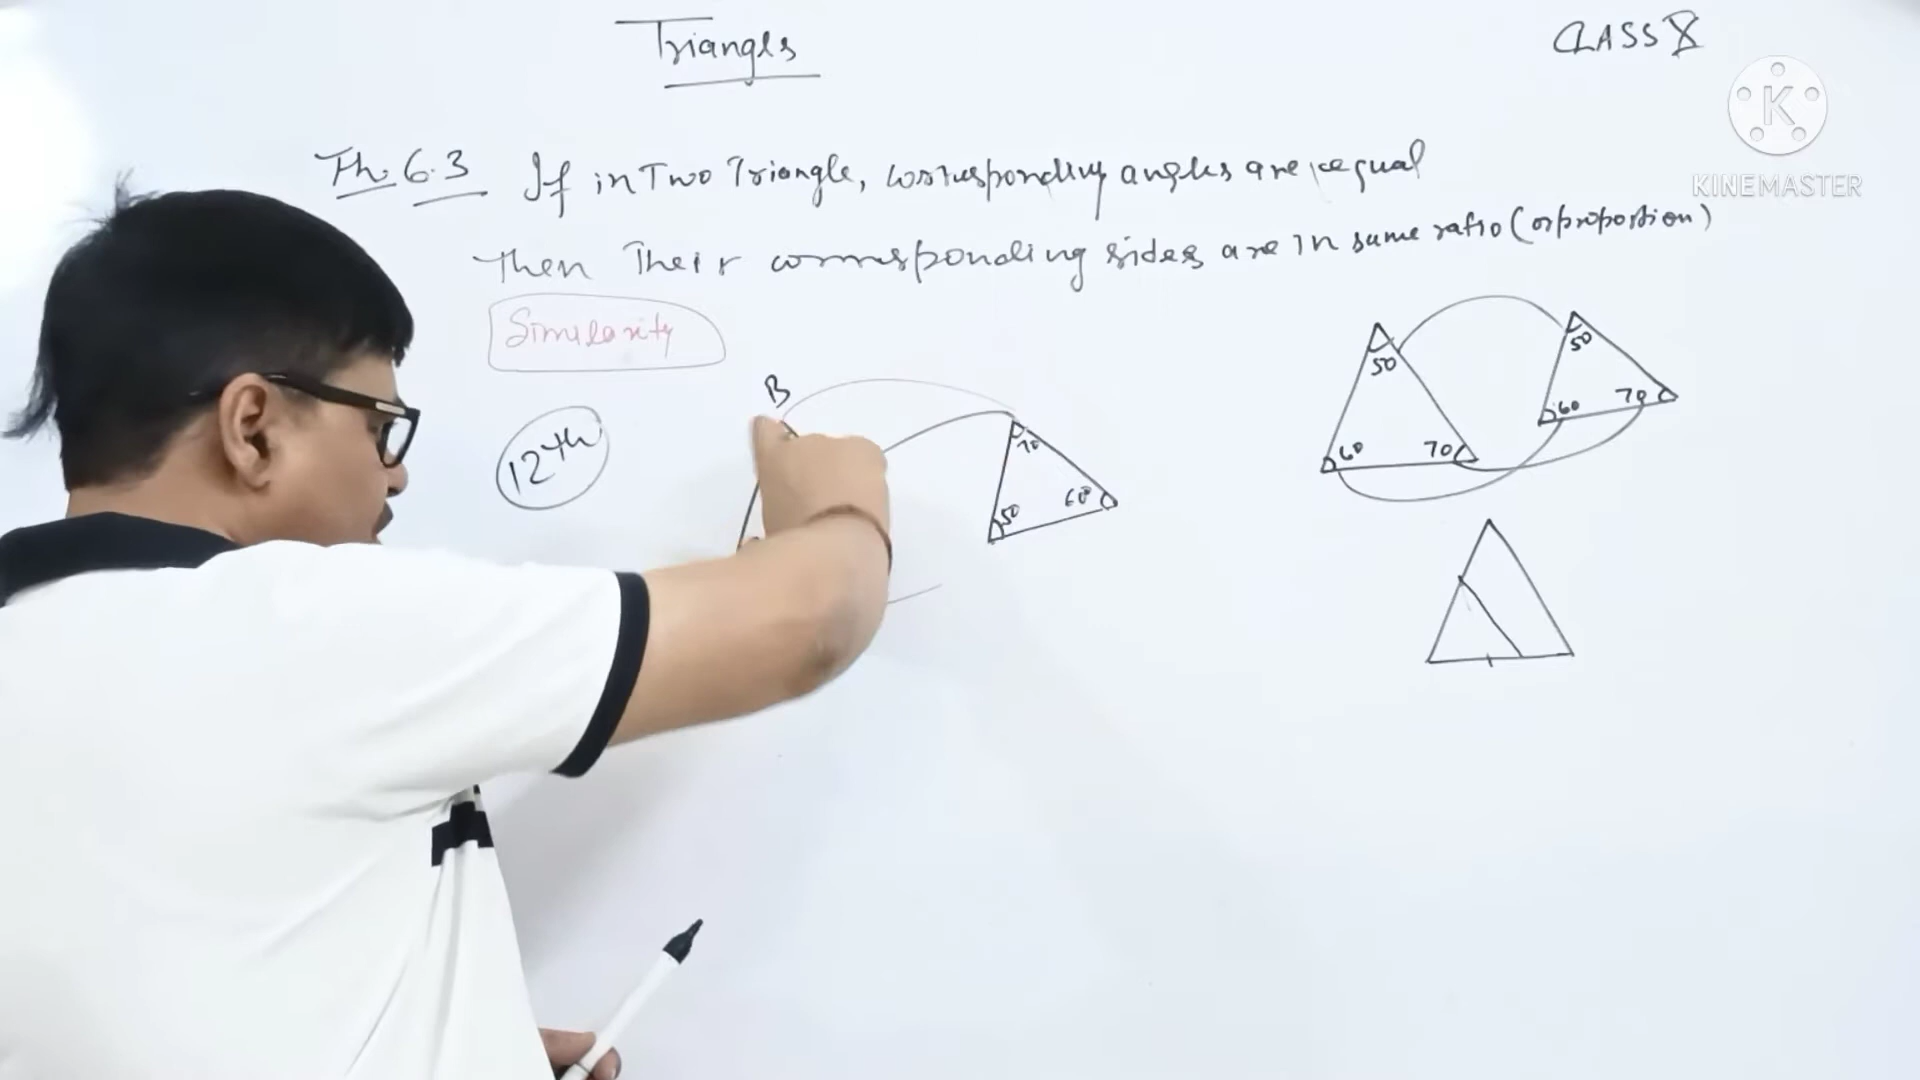 Triangls
CLASS X
K
KINEMASTER
Th. 6.3 If in Two Triangle, corresponding angles are equal
Then Their corresponding sides are in same ratio (or proportion)
Similarity
12th
B
70
50
60
50
60
70
50
60
70